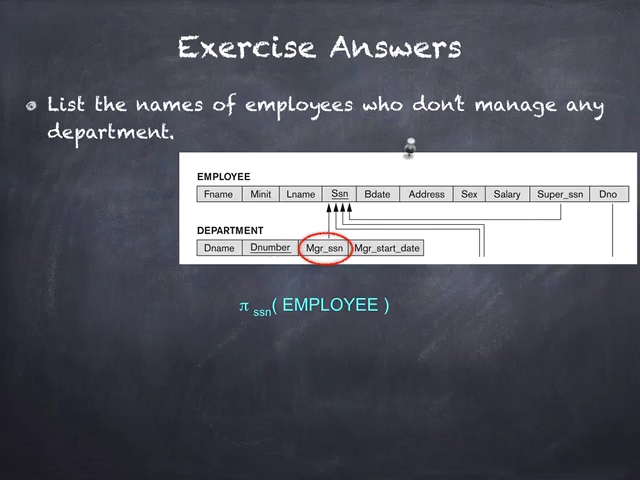 Exercise Answers
List the names of employees who don't manage any
department.
EMPLOYEE
Fname Minit Lname Ssn Bdate Address Sex Salary Super_ssn Dno
DEPARTMENT
Dname Dnumber Mgr_ssn Mgr_start_date
π ssn( EMPLOYEE )